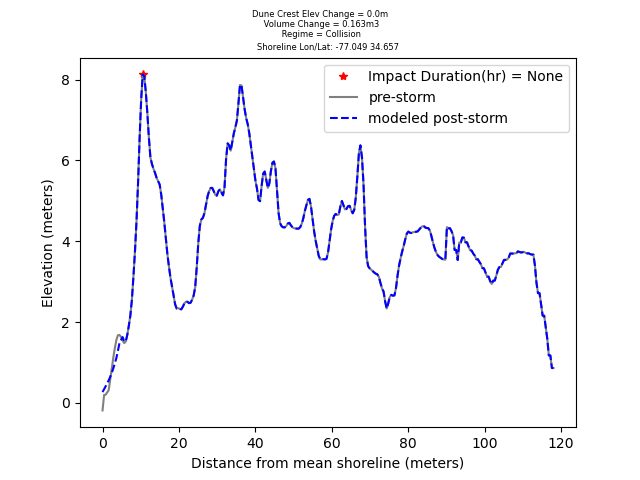 Dune Crest Elev Change = 0.0m
Volume Change = 0.163m3
Regime = Collision
Shoreline Lon/Lat: -77.049 34.657
Impact Duration(hr) = None
pre-storm
modeled post-storm
Elevation (meters)
8
6
4
2
0
0 20 40 60 80 100 120
Distance from mean shoreline (meters)